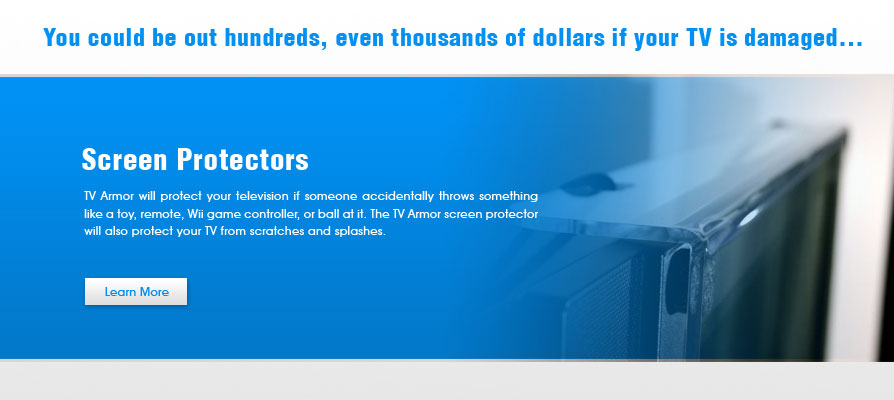 You could be out hundreds, even thousands of dollars if your TV is damaged...
Screen Protectors
TV Armor will protect your television if someone accidentally throws something
like a toy, remote, Wii game controller, or ball at it. The TV Armor screen protector
will also protect your TV from scratches and splashes.
Learn More